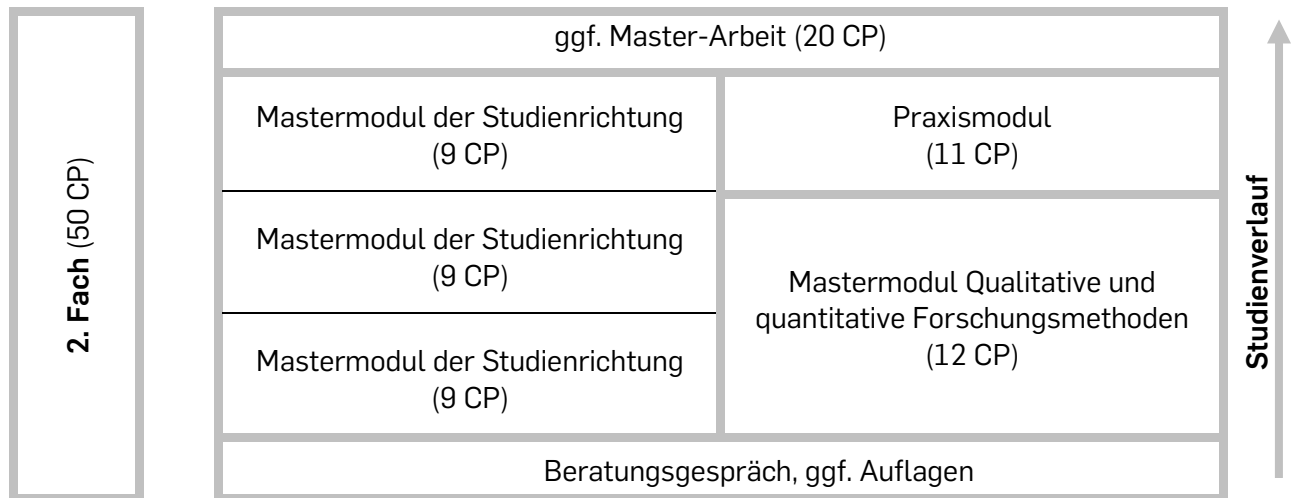 2. Fach (50 CP)
ggf. Master-Arbeit (20 CP)
Mastermodul der Studienrichtung
(9 CP)
Praxismodul
(11 CP)
Mastermodul der Studienrichtung
(9 CP)
Mastermodul Qualitative und
quantitative Forschungsmethoden
(12 CP)
Mastermodul der Studienrichtung
(9 CP)
Beratungsgespräch, ggf. Auflagen
Studienverlauf